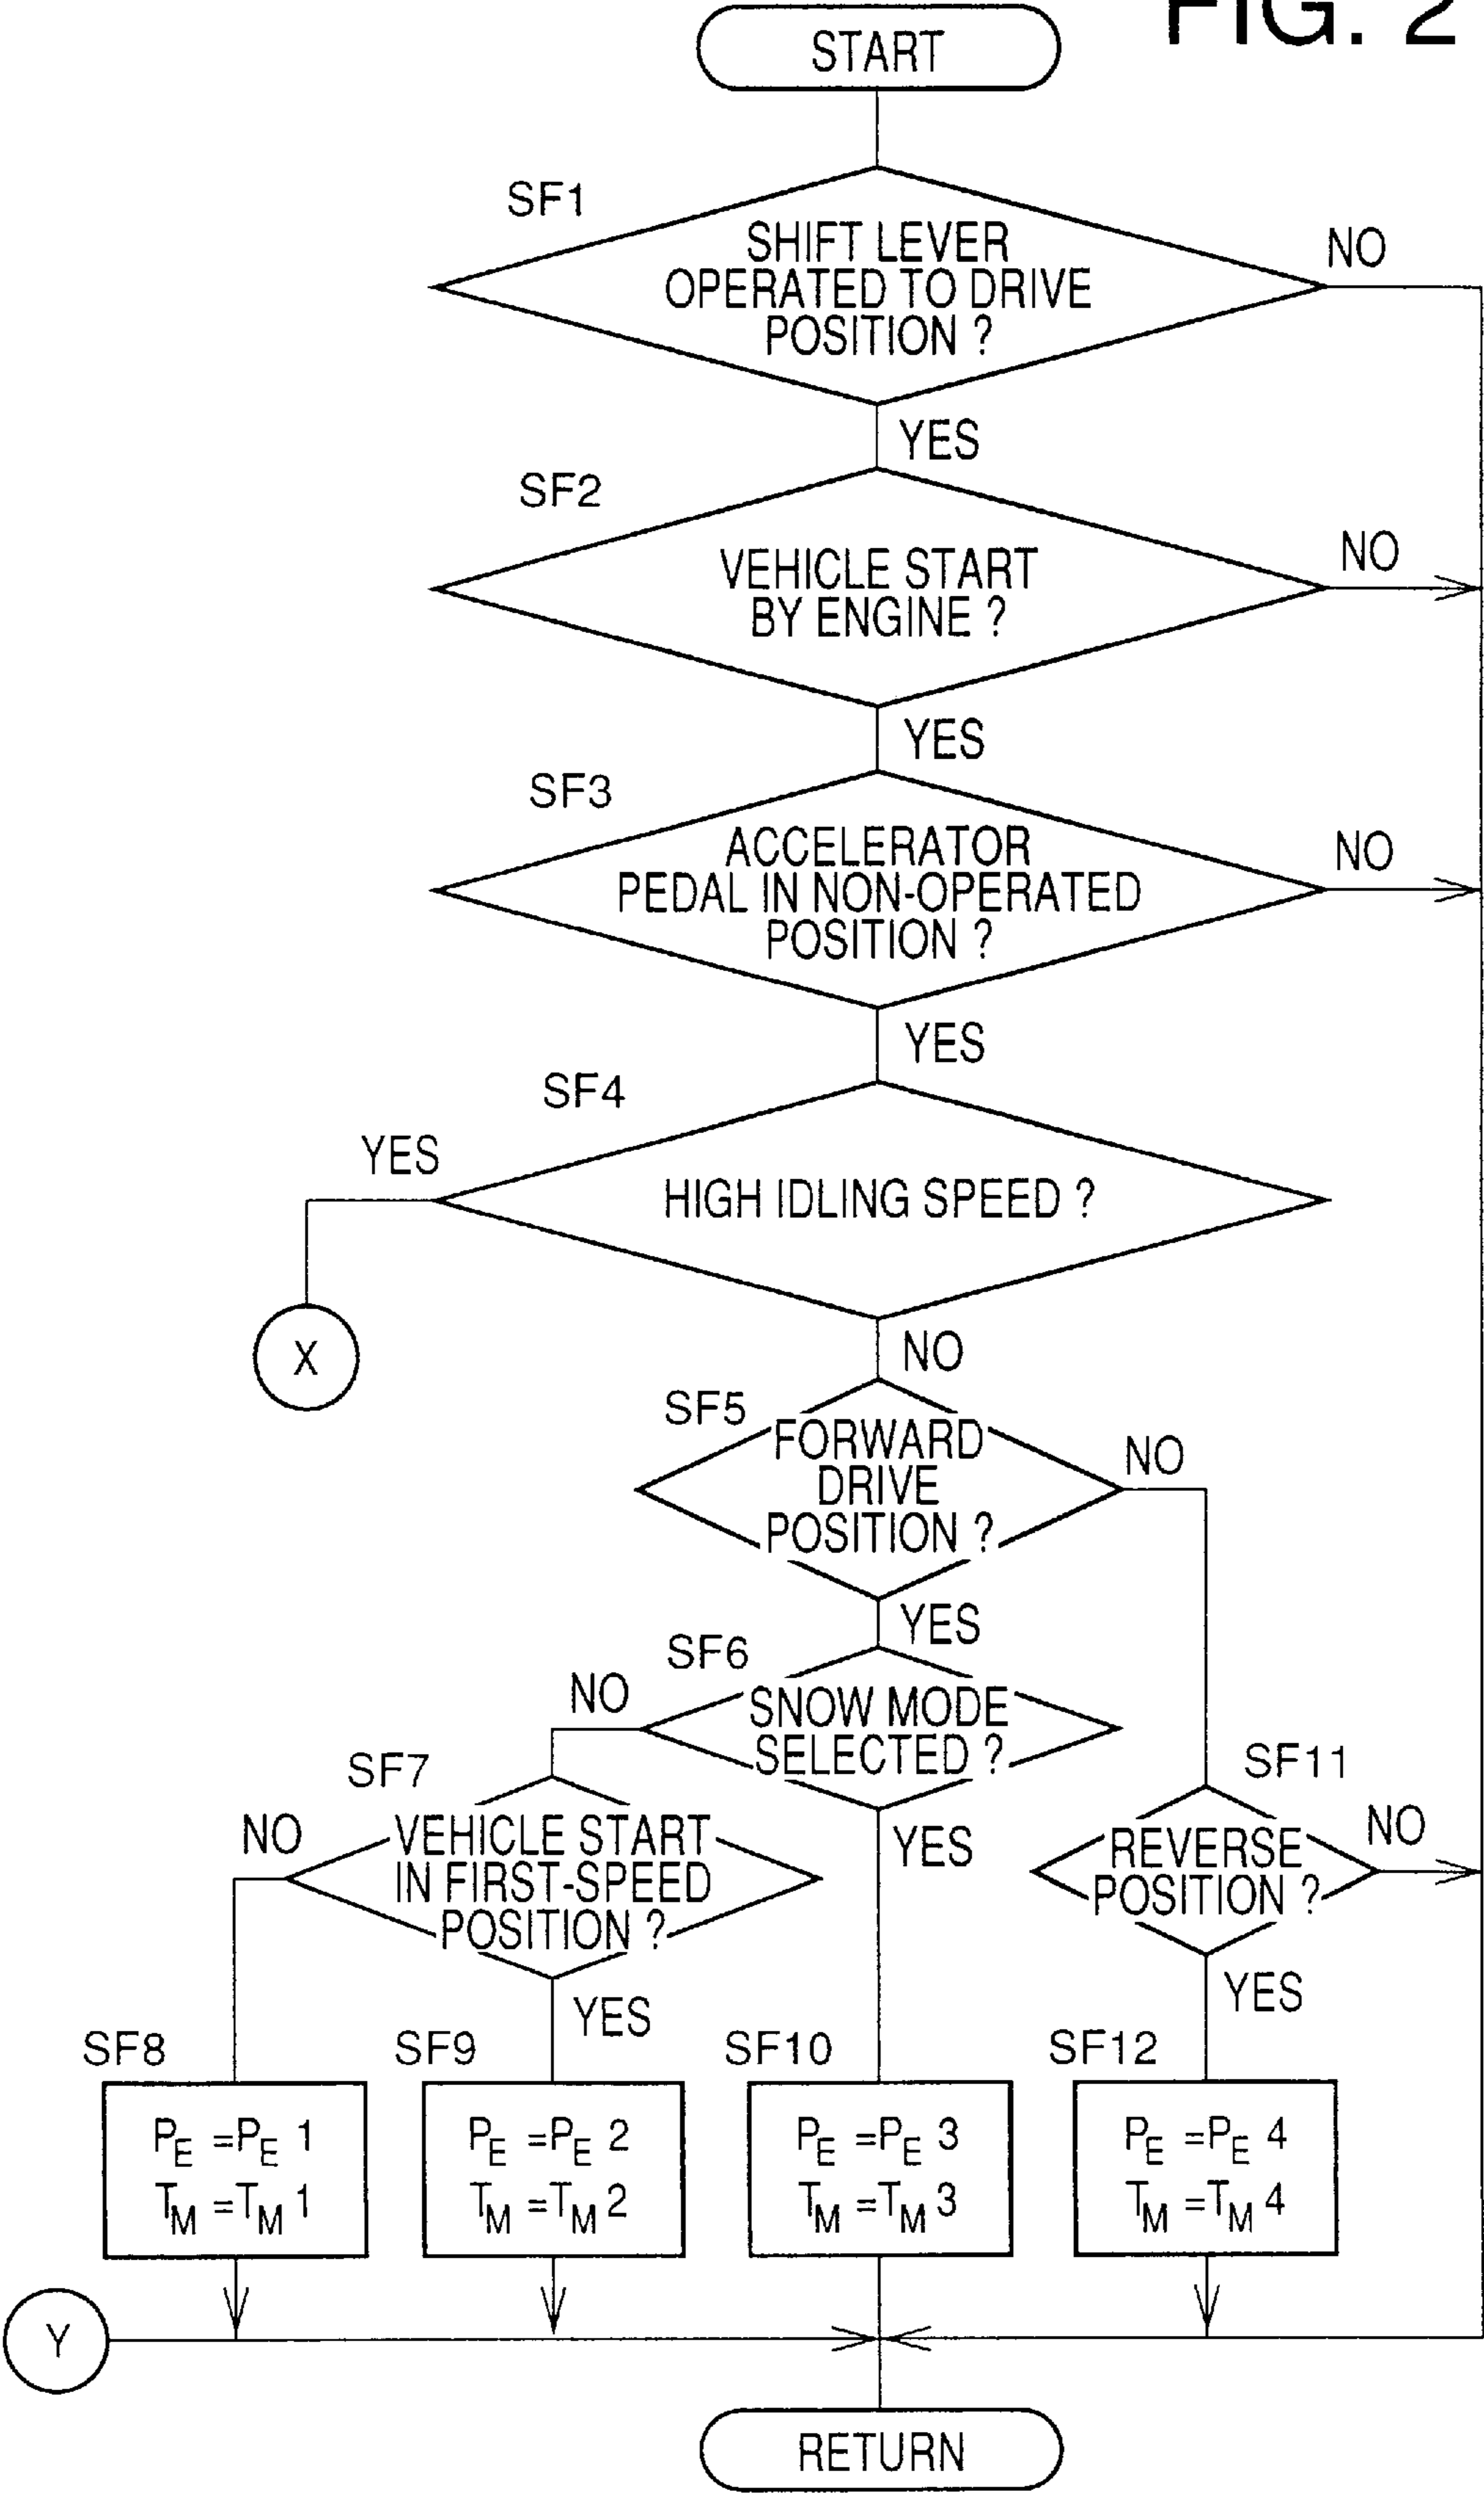 FIG. 2
START
SF1
SHIFT LEVER
OPERATED TO DRIVE
POSITION ?
NO
YES
SF2
VEHICLE START
BY ENGINE ?
NO
YES
SF3
ACCELERATOR
PEDAL IN NON-OPERATED
POSITION ?
NO
YES
SF4
YES
HIGH IDLING SPEED ?
X
NO
SF5
FORWARD
DRIVE
POSITION ?
NO
YES
SF6
NO
SNOW MODE
SELECTED ?
YES
SF7
NO
VEHICLE START
IN FIRST-SPEED
POSITION ?
YES
SF11
REVERSE
POSITION ?
NO
YES
SF8
PE =PE 1
TM =TM 1
SF9
PE =PE 2
TM =TM 2
SF10
PE =PE 3
TM =TM 3
SF12
PE =PE 4
TM =TM 4
Y
RETURN